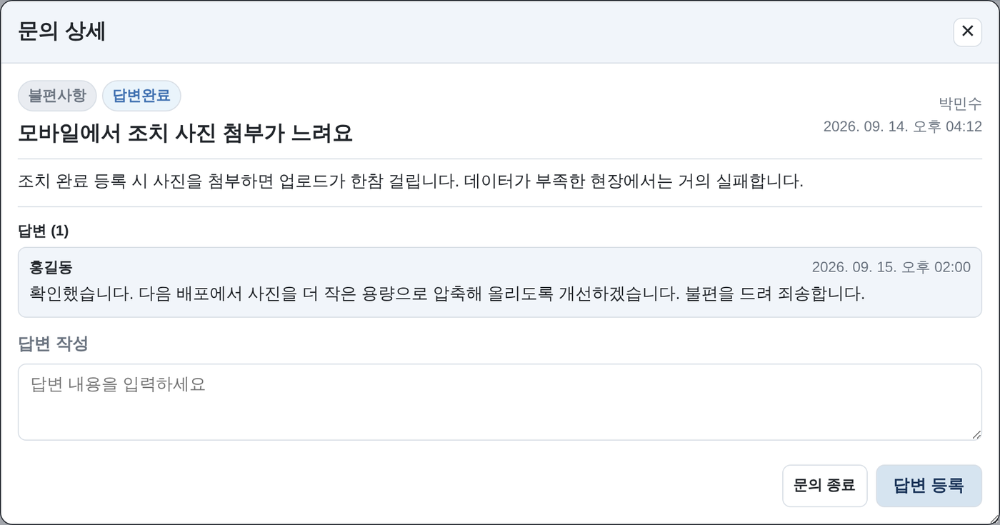 문의 상세
✕
불편사항 답변완료
박민수
모바일에서 조치 사진 첨부가 느려요
2026. 09. 14. 오후 04:12
조치 완료 등록 시 사진을 첨부하면 업로드가 한참 걸립니다. 데이터가 부족한 현장에서는 거의 실패합니다.
답변 (1)
홍길동 2026. 09. 15. 오후 02:00
확인했습니다. 다음 배포에서 사진을 더 작은 용량으로 압축해 올리도록 개선하겠습니다. 불편을 드려 죄송합니다.
답변 작성
답변 내용을 입력하세요
문의 종료 답변 등록